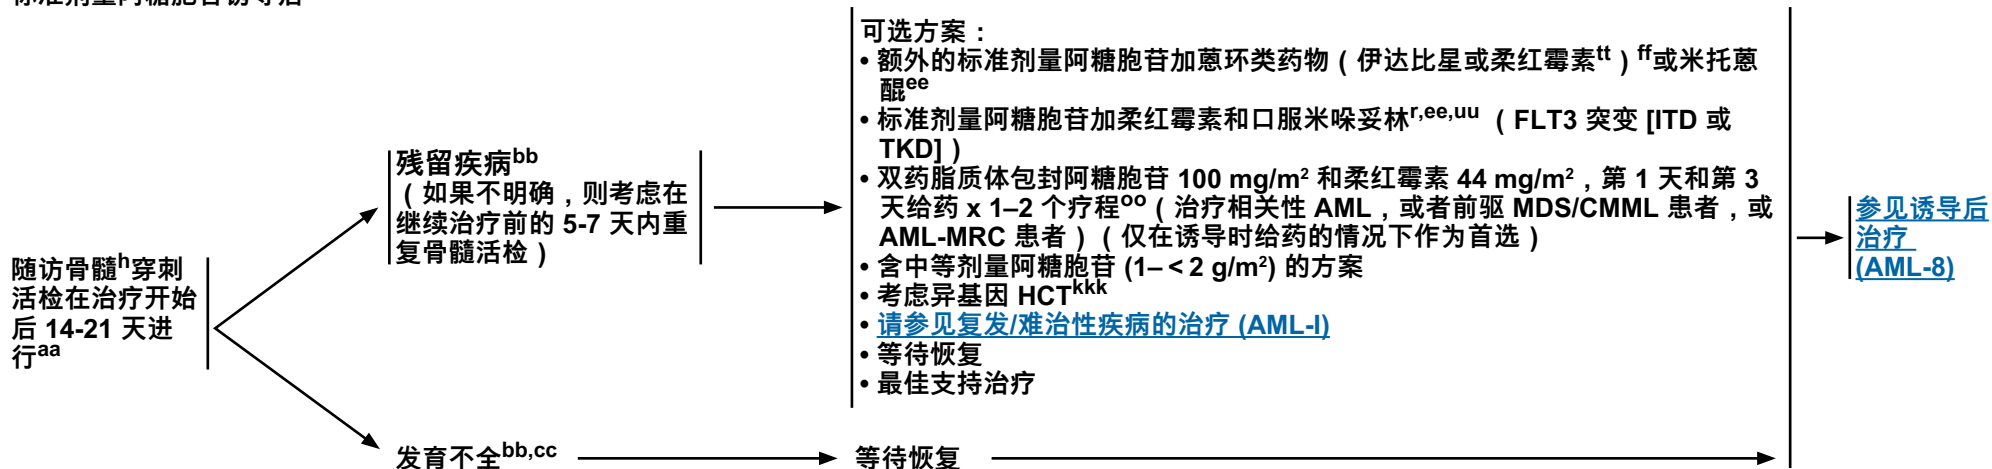 标准剂量阿糖胞苷诱导后
随访骨髓h穿刺
活检在治疗开始
后 14-21 天进
行aa
残留疾病bb
（如果不明确，则考虑在
继续治疗前的 5-7 天内重
复骨髓活检）
可选方案：
• 额外的标准剂量阿糖胞苷加蒽环类药物（伊达比星或柔红霉素tt）ff或米托蒽
醌ee
• 标准剂量阿糖胞苷加柔红霉素和口服米哚妥林r,ee,uu （FLT3 突变 [ITD 或
TKD]）
• 双药脂质体包封阿糖胞苷 100 mg/m² 和柔红霉素 44 mg/m²，第 1 天和第 3
天给药 x 1–2 个疗程oo（治疗相关性 AML，或者前驱 MDS/CMML 患者，或
AML-MRC 患者）（仅在诱导时给药的情况下作为首选）
• 含中等剂量阿糖胞苷 (1– < 2 g/m²) 的方案
• 考虑异基因 HCTkkk
• 请参见复发/难治性疾病的治疗 (AML-I)
• 等待恢复
• 最佳支持治疗
参见诱导后
治疗
(AML-8)
发育不全bb,cc
等待恢复